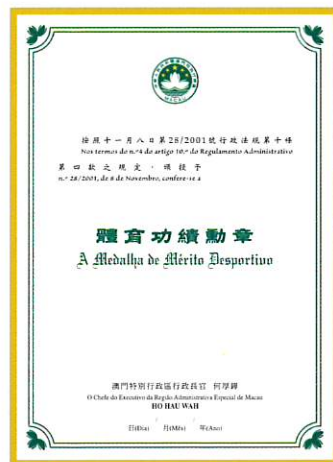 MACAU
按照十一月八日第28/2001號行政法規第十條
Nos termos do n.º4 do artigo 10.º do Regulamento Administrativo
第四款之規定，頒授予
n.º 28/2001, de 8 de Novembro, confere-se a
體育功績勳章
A Medalha de Mérito Desportivo
澳門特別行政區行政長官 何厚鏵
O Chefe do Executivo da Região Administrativa Especial de Macau
HO HAU WAH
日(Dia) / 月(Mês) / 年(Ano)